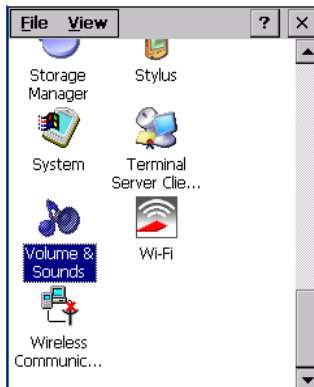 File View ? ×
Storage Manager
Stylus
System
Terminal Server Clie...
Volume & Sounds
Wi-Fi
Wireless Communic...